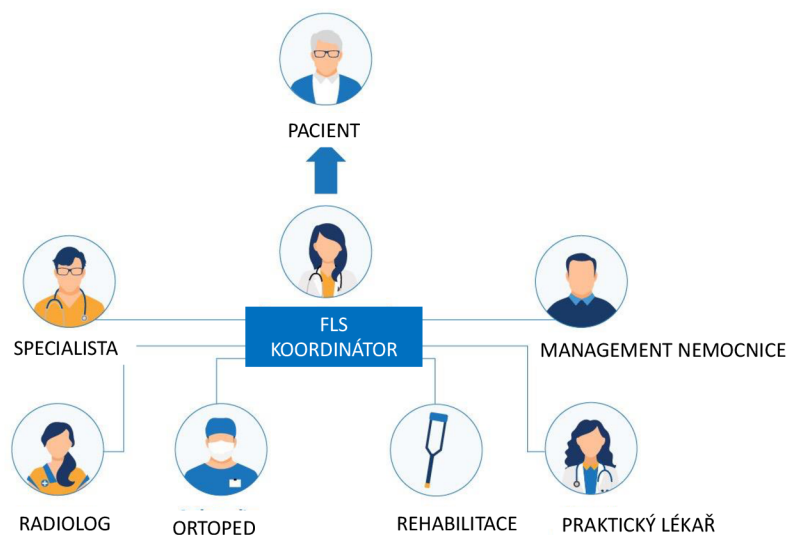 PACIENT
FLS
KOORDINÁTOR
SPECIALISTA
MANAGEMENT NEMOCNICE
RADIOLOG
ORTOPED
REHABILITACE
PRAKTICKÝ LÉKAŘ